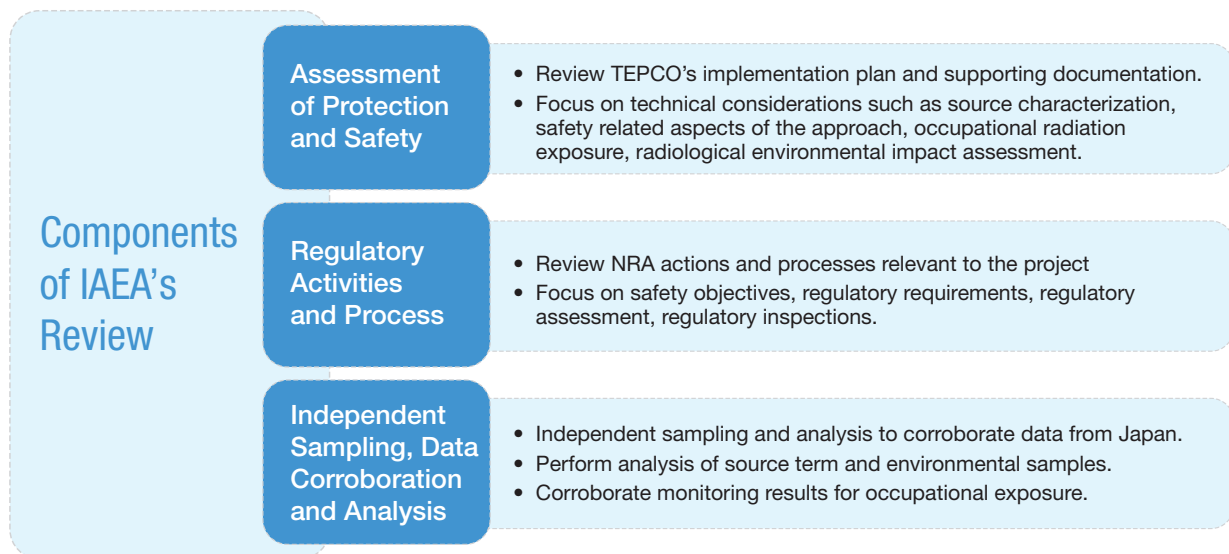 Components
of IAEA's
Review
Assessment
of Protection
and Safety
• Review TEPCO's implementation plan and supporting documentation.
• Focus on technical considerations such as source characterization,
safety related aspects of the approach, occupational radiation
exposure, radiological environmental impact assessment.
Regulatory
Activities
and Process
• Review NRA actions and processes relevant to the project
• Focus on safety objectives, regulatory requirements, regulatory
assessment, regulatory inspections.
Independent
Sampling, Data
Corroboration
and Analysis
• Independent sampling and analysis to corroborate data from Japan.
• Perform analysis of source term and environmental samples.
• Corroborate monitoring results for occupational exposure.